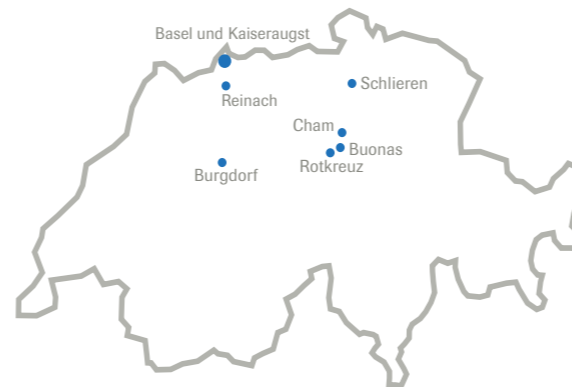 Basel und Kaiseraugst
Reinach
Schlieren
Cham
Buonas
Rotkreuz
Burgdorf